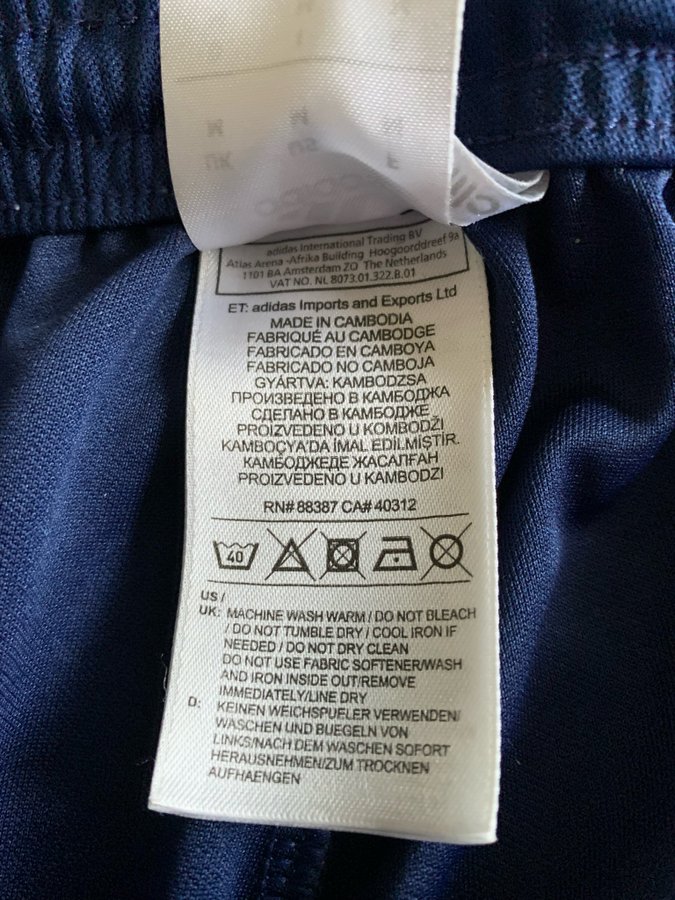 adidas International Trading BV
Atlas Arena -Afrika Building Hoogoorddreef 9a
1101 BA Amsterdam ZO The Netherlands
VAT NO. NL 8073.01.322.B.01
ET: adidas Imports and Exports Ltd
MADE IN CAMBODIA
FABRIQUÉ AU CAMBODGE
FABRICADO EN CAMBOYA
FABRICADO NO CAMBOJA
GYÁRTVA: KAMBODZSA
ПРОИЗВЕДЕНО В КАМБОДЖА
СДЕЛАНО В КАМБОДЖЕ
PROIZVEDENO U KOMBODŽI
KAMBOÇYA'DA İMAL EDİLMİŞTİR.
КАМБОДЖЕДЕ ЖАСАЛҒАН
PROIZVEDENO U KAMBODZI
RN# 88387 CA# 40312
40
US /
UK: MACHINE WASH WARM / DO NOT BLEACH
/ DO NOT TUMBLE DRY / COOL IRON IF
NEEDED / DO NOT DRY CLEAN
DO NOT USE FABRIC SOFTENER/WASH
AND IRON INSIDE OUT/REMOVE
IMMEDIATELY/LINE DRY
D: KEINEN WEICHSPUELER VERWENDEN/
WASCHEN UND BUEGELN VON
LINKS/NACH DEM WASCHEN SOFORT
HERAUSNEHMEN/ZUM TROCKNEN
AUFHAENGEN